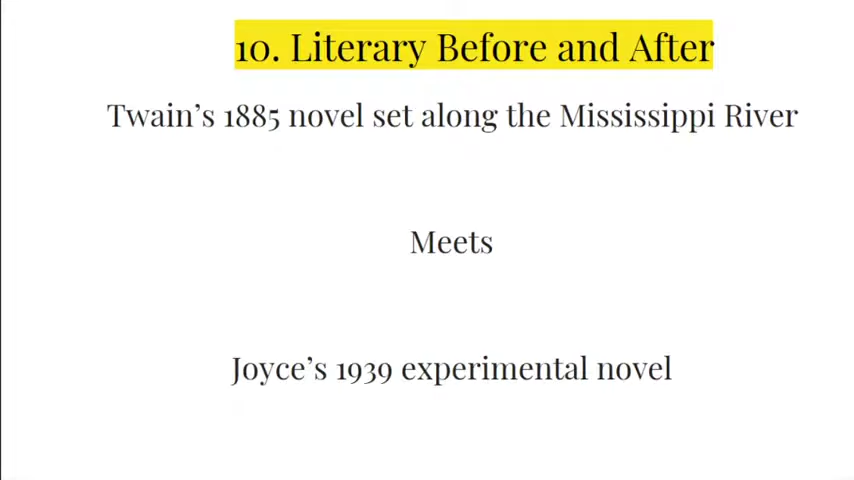 10. Literary Before and After
Twain’s 1885 novel set along the Mississippi River
Meets
Joyce’s 1939 experimental novel